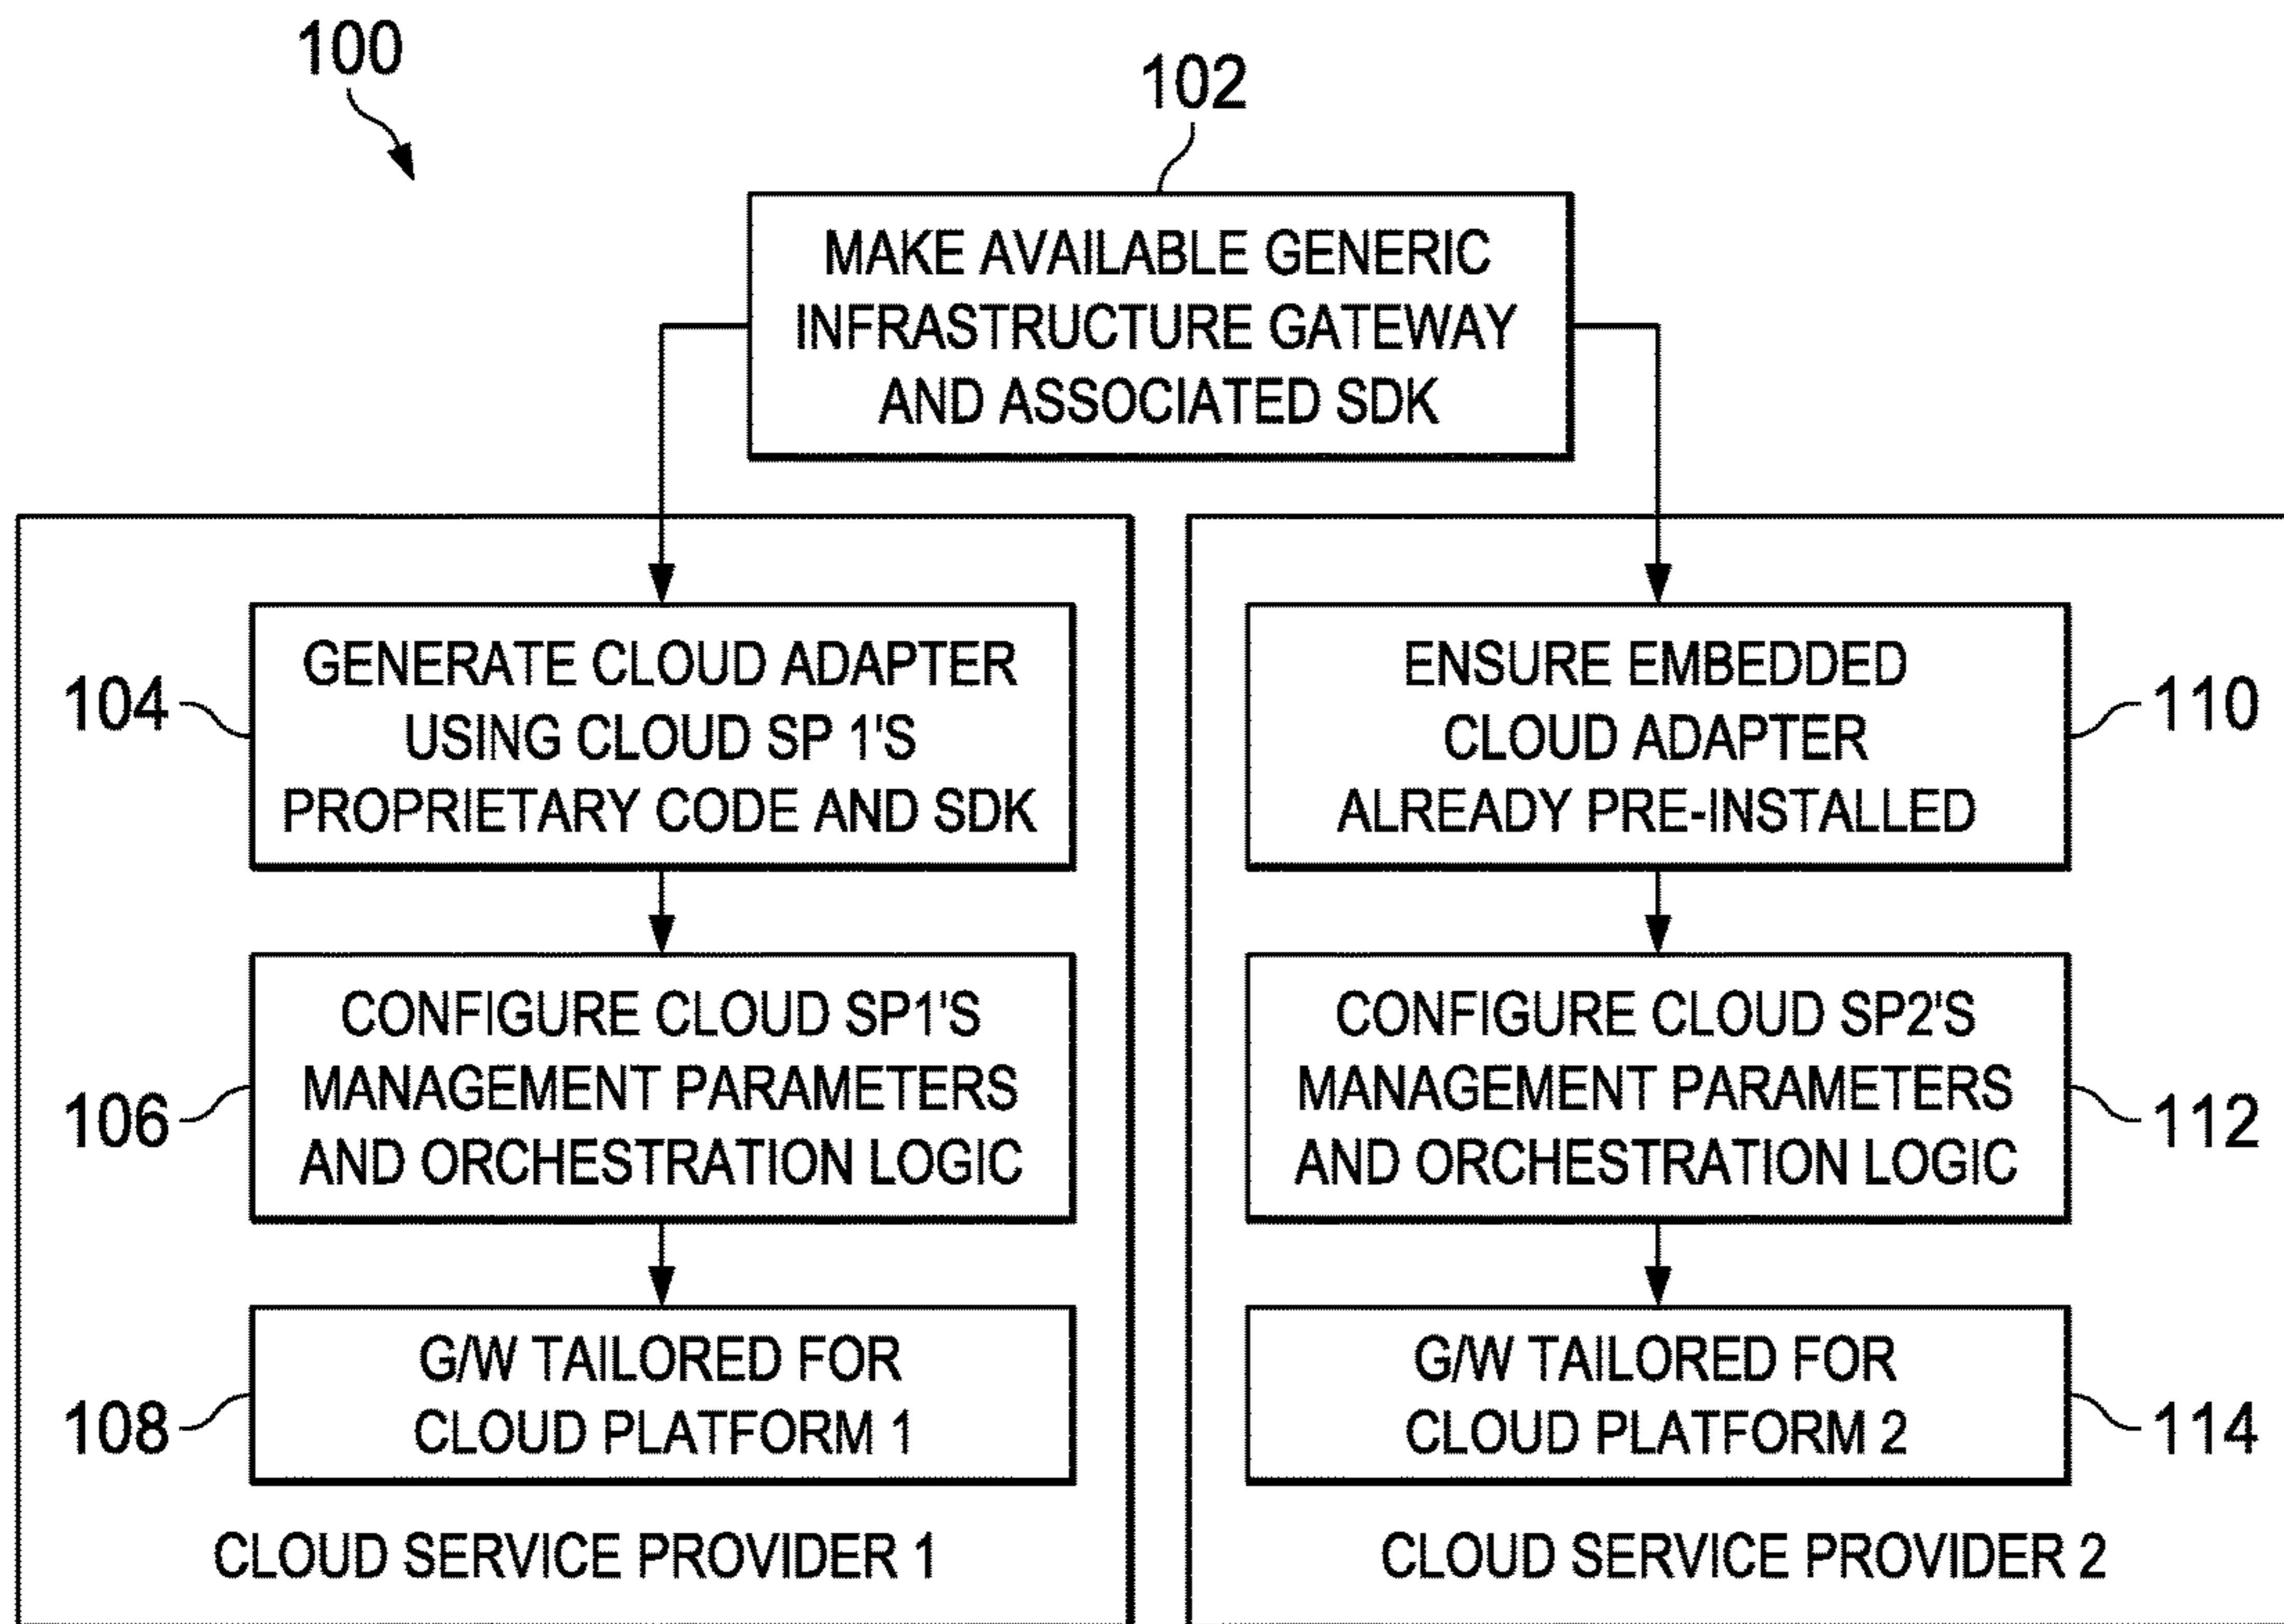 100
102
MAKE AVAILABLE GENERIC
INFRASTRUCTURE GATEWAY
AND ASSOCIATED SDK
104
GENERATE CLOUD ADAPTER
USING CLOUD SP 1'S
PROPRIETARY CODE AND SDK
106
CONFIGURE CLOUD SP1'S
MANAGEMENT PARAMETERS
AND ORCHESTRATION LOGIC
108
G/W TAILORED FOR
CLOUD PLATFORM 1
CLOUD SERVICE PROVIDER 1
ENSURE EMBEDDED
CLOUD ADAPTER
ALREADY PRE-INSTALLED
110
CONFIGURE CLOUD SP2'S
MANAGEMENT PARAMETERS
AND ORCHESTRATION LOGIC
112
G/W TAILORED FOR
CLOUD PLATFORM 2
114
CLOUD SERVICE PROVIDER 2